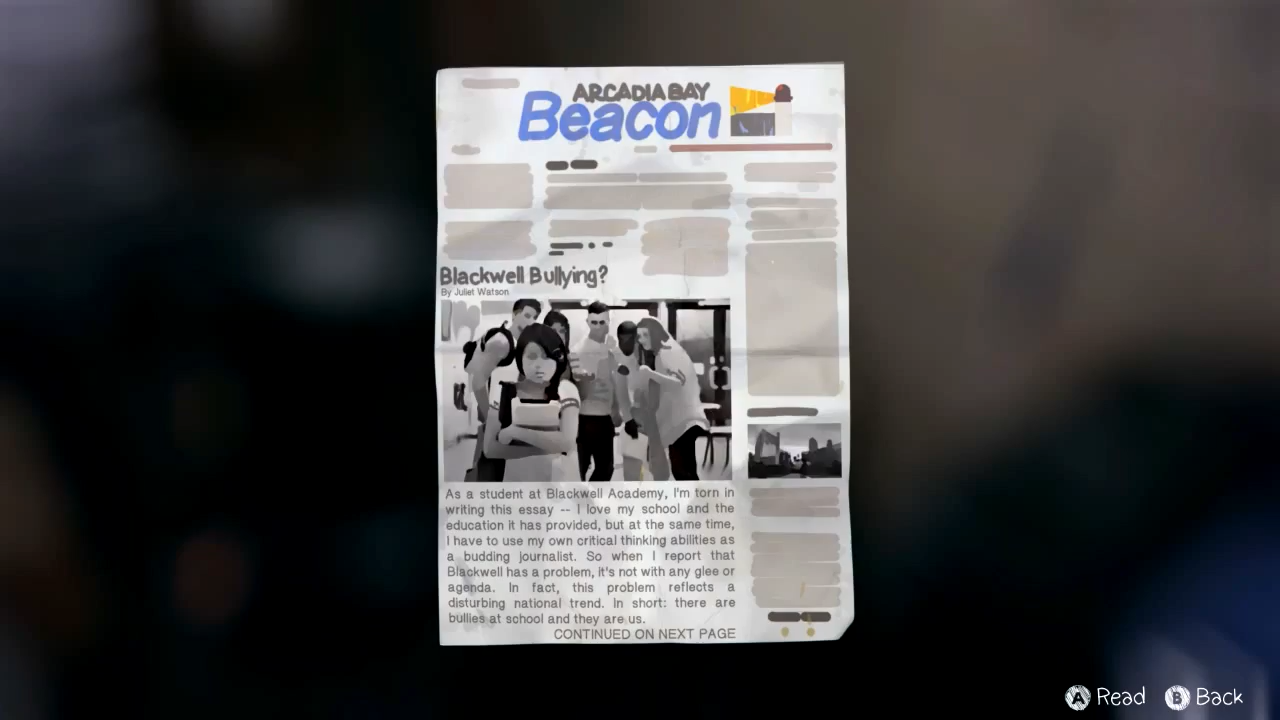 ARCADIA BAY
Beacon
Blackwell Bullying?
By Juliet Watson
As a student at Blackwell Academy, I'm torn in
writing this essay -- I love my school and the
education it has provided, but at the same time,
I have to use my own critical thinking abilities as
a budding journalist. So when I report that
Blackwell has a problem, it's not with any glee or
agenda. In fact, this problem reflects a
disturbing national trend. In short: there are
bullies at school and they are us.
CONTINUED ON NEXT PAGE
A Read B Back